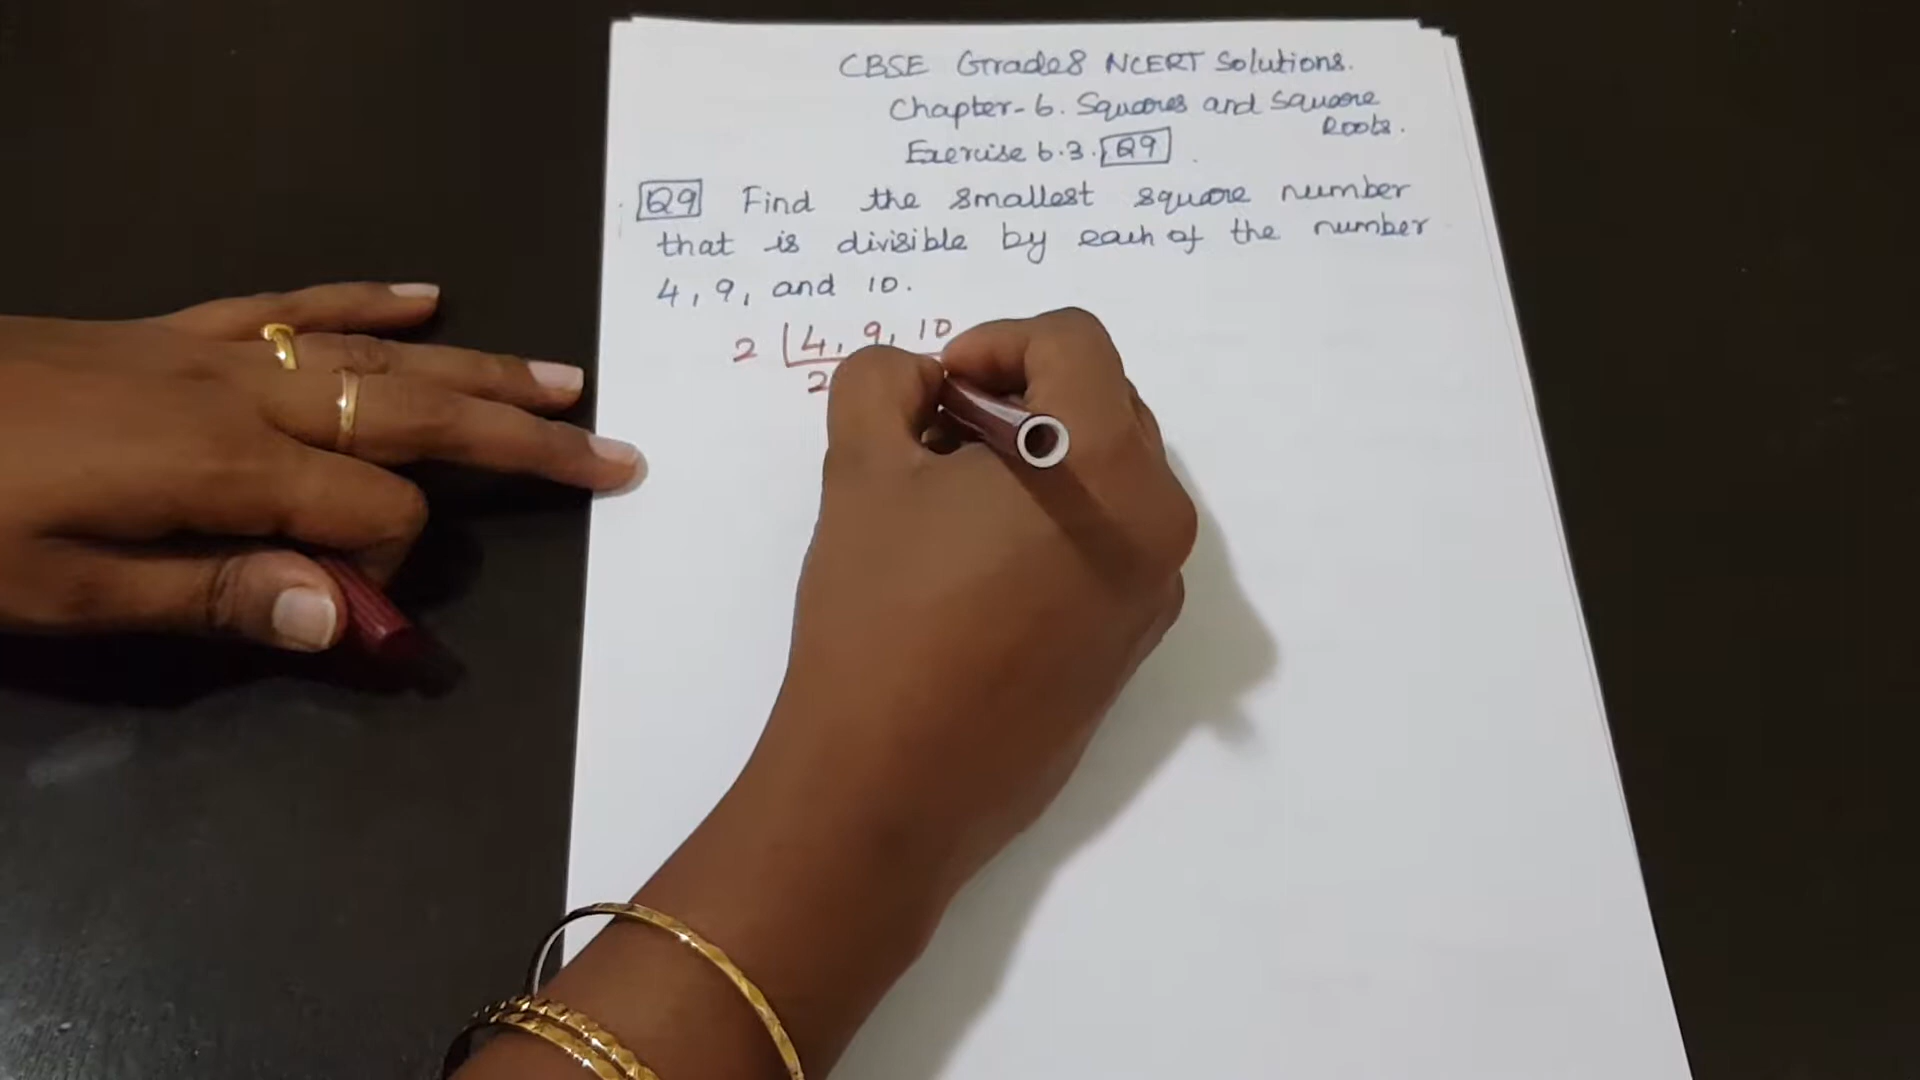 CBSE Grade8 NCERT Solutions.
Chapter-6. Squares and Square
Roots.
Exercise 6.3. Q9
Q9 Find the smallest square number
that is divisible by each of the number
4, 9, and 10.
2 4, 9, 10
2